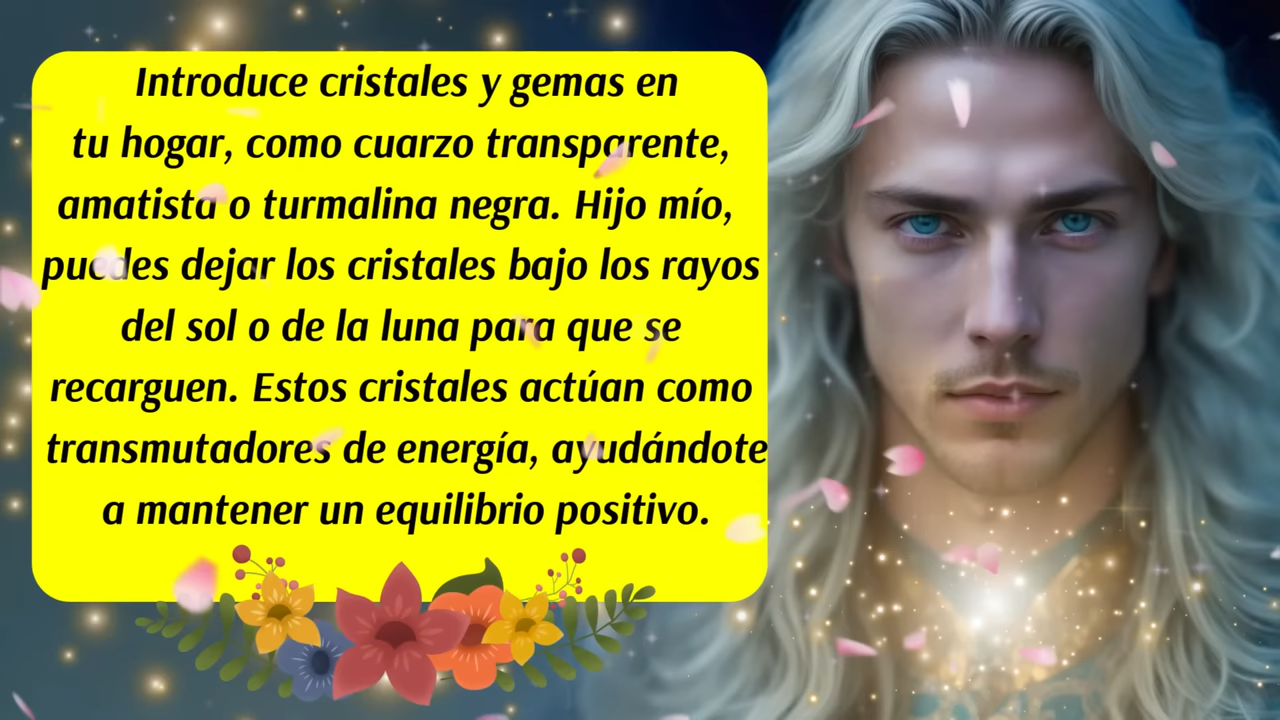 Introduce cristales y gemas en
tu hogar, como cuarzo transparente,
amatista o turmalina negra. Hijo mío,
puedes dejar los cristales bajo los rayos
del sol o de la luna para que se
recarguen. Estos cristales actúan como
transmutadores de energía, ayudándote
a mantener un equilibrio positivo.